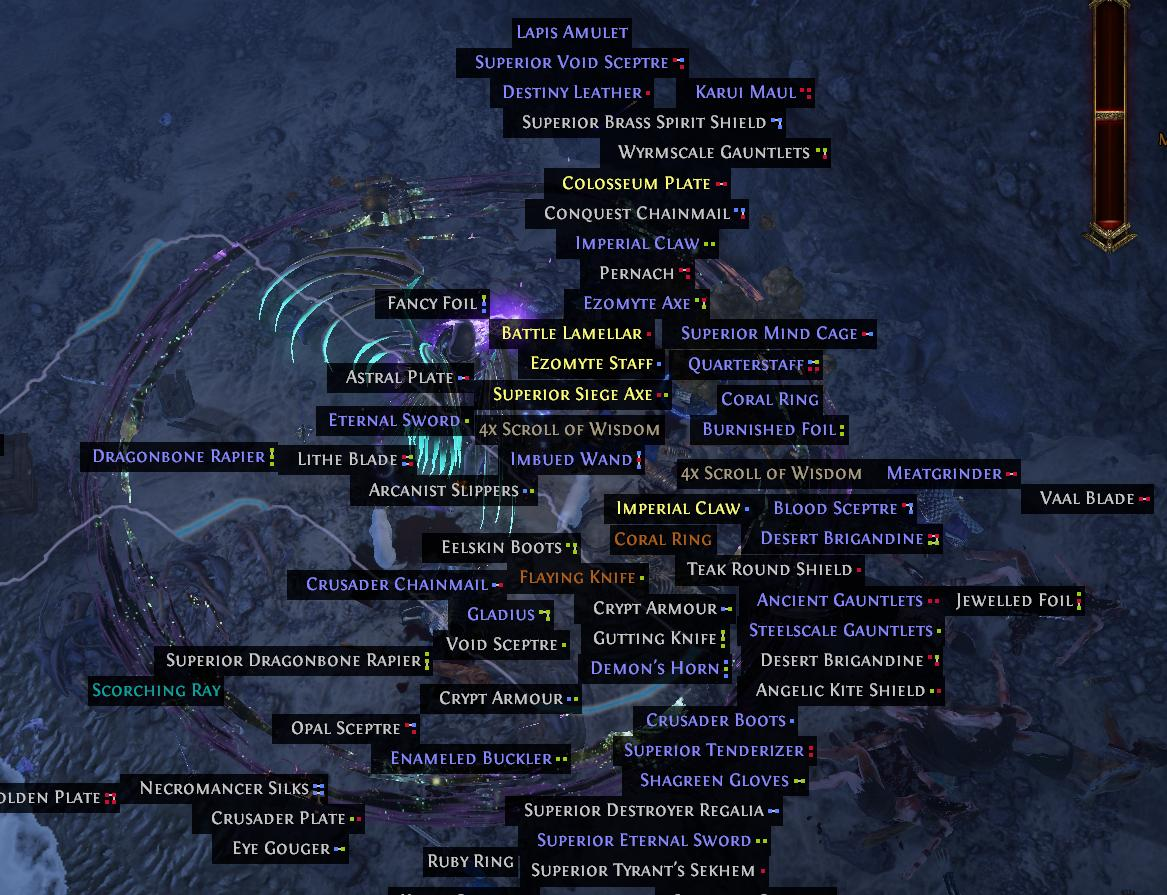 Lapis Amulet
Superior Void Sceptre
Destiny Leather
Karui Maul
Superior Brass Spirit Shield
Wyrmscale Gauntlets
Colosseum Plate
Conquest Chainmail
Imperial Claw
Pernach
Fancy Foil
Ezomyte Axe
Battle Lamellar
Superior Mind Cage
Ezomyte Staff
Quarterstaff
Astral Plate
Superior Siege Axe
Coral Ring
Eternal Sword
4x Scroll of Wisdom
Burnished Foil
Dragonbone Rapier
Lithe Blade
Imbued Wand
4x Scroll of Wisdom
Meatgrinder
Arcanist Slippers
Vaal Blade
Imperial Claw
Blood Sceptre
Coral Ring
Desert Brigandine
Eelskin Boots
Teak Round Shield
Crusader Chainmail
Flaying Knife
Ancient Gauntlets
Jewelled Foil
Gladius
Crypt Armour
Steelscale Gauntlets
Void Sceptre
Gutting Knife
Superior Dragonbone Rapier
Demon's Horn
Desert Brigandine
Scorching Ray
Crypt Armour
Angelic Kite Shield
Opal Sceptre
Crusader Boots
Enameled Buckler
Superior Tenderizer
Shagreen Gloves
olden Plate
Necromancer Silks
Crusader Plate
Superior Destroyer Regalia
Eye Gouger
Superior Eternal Sword
Ruby Ring
Superior Tyrant's Sekhem